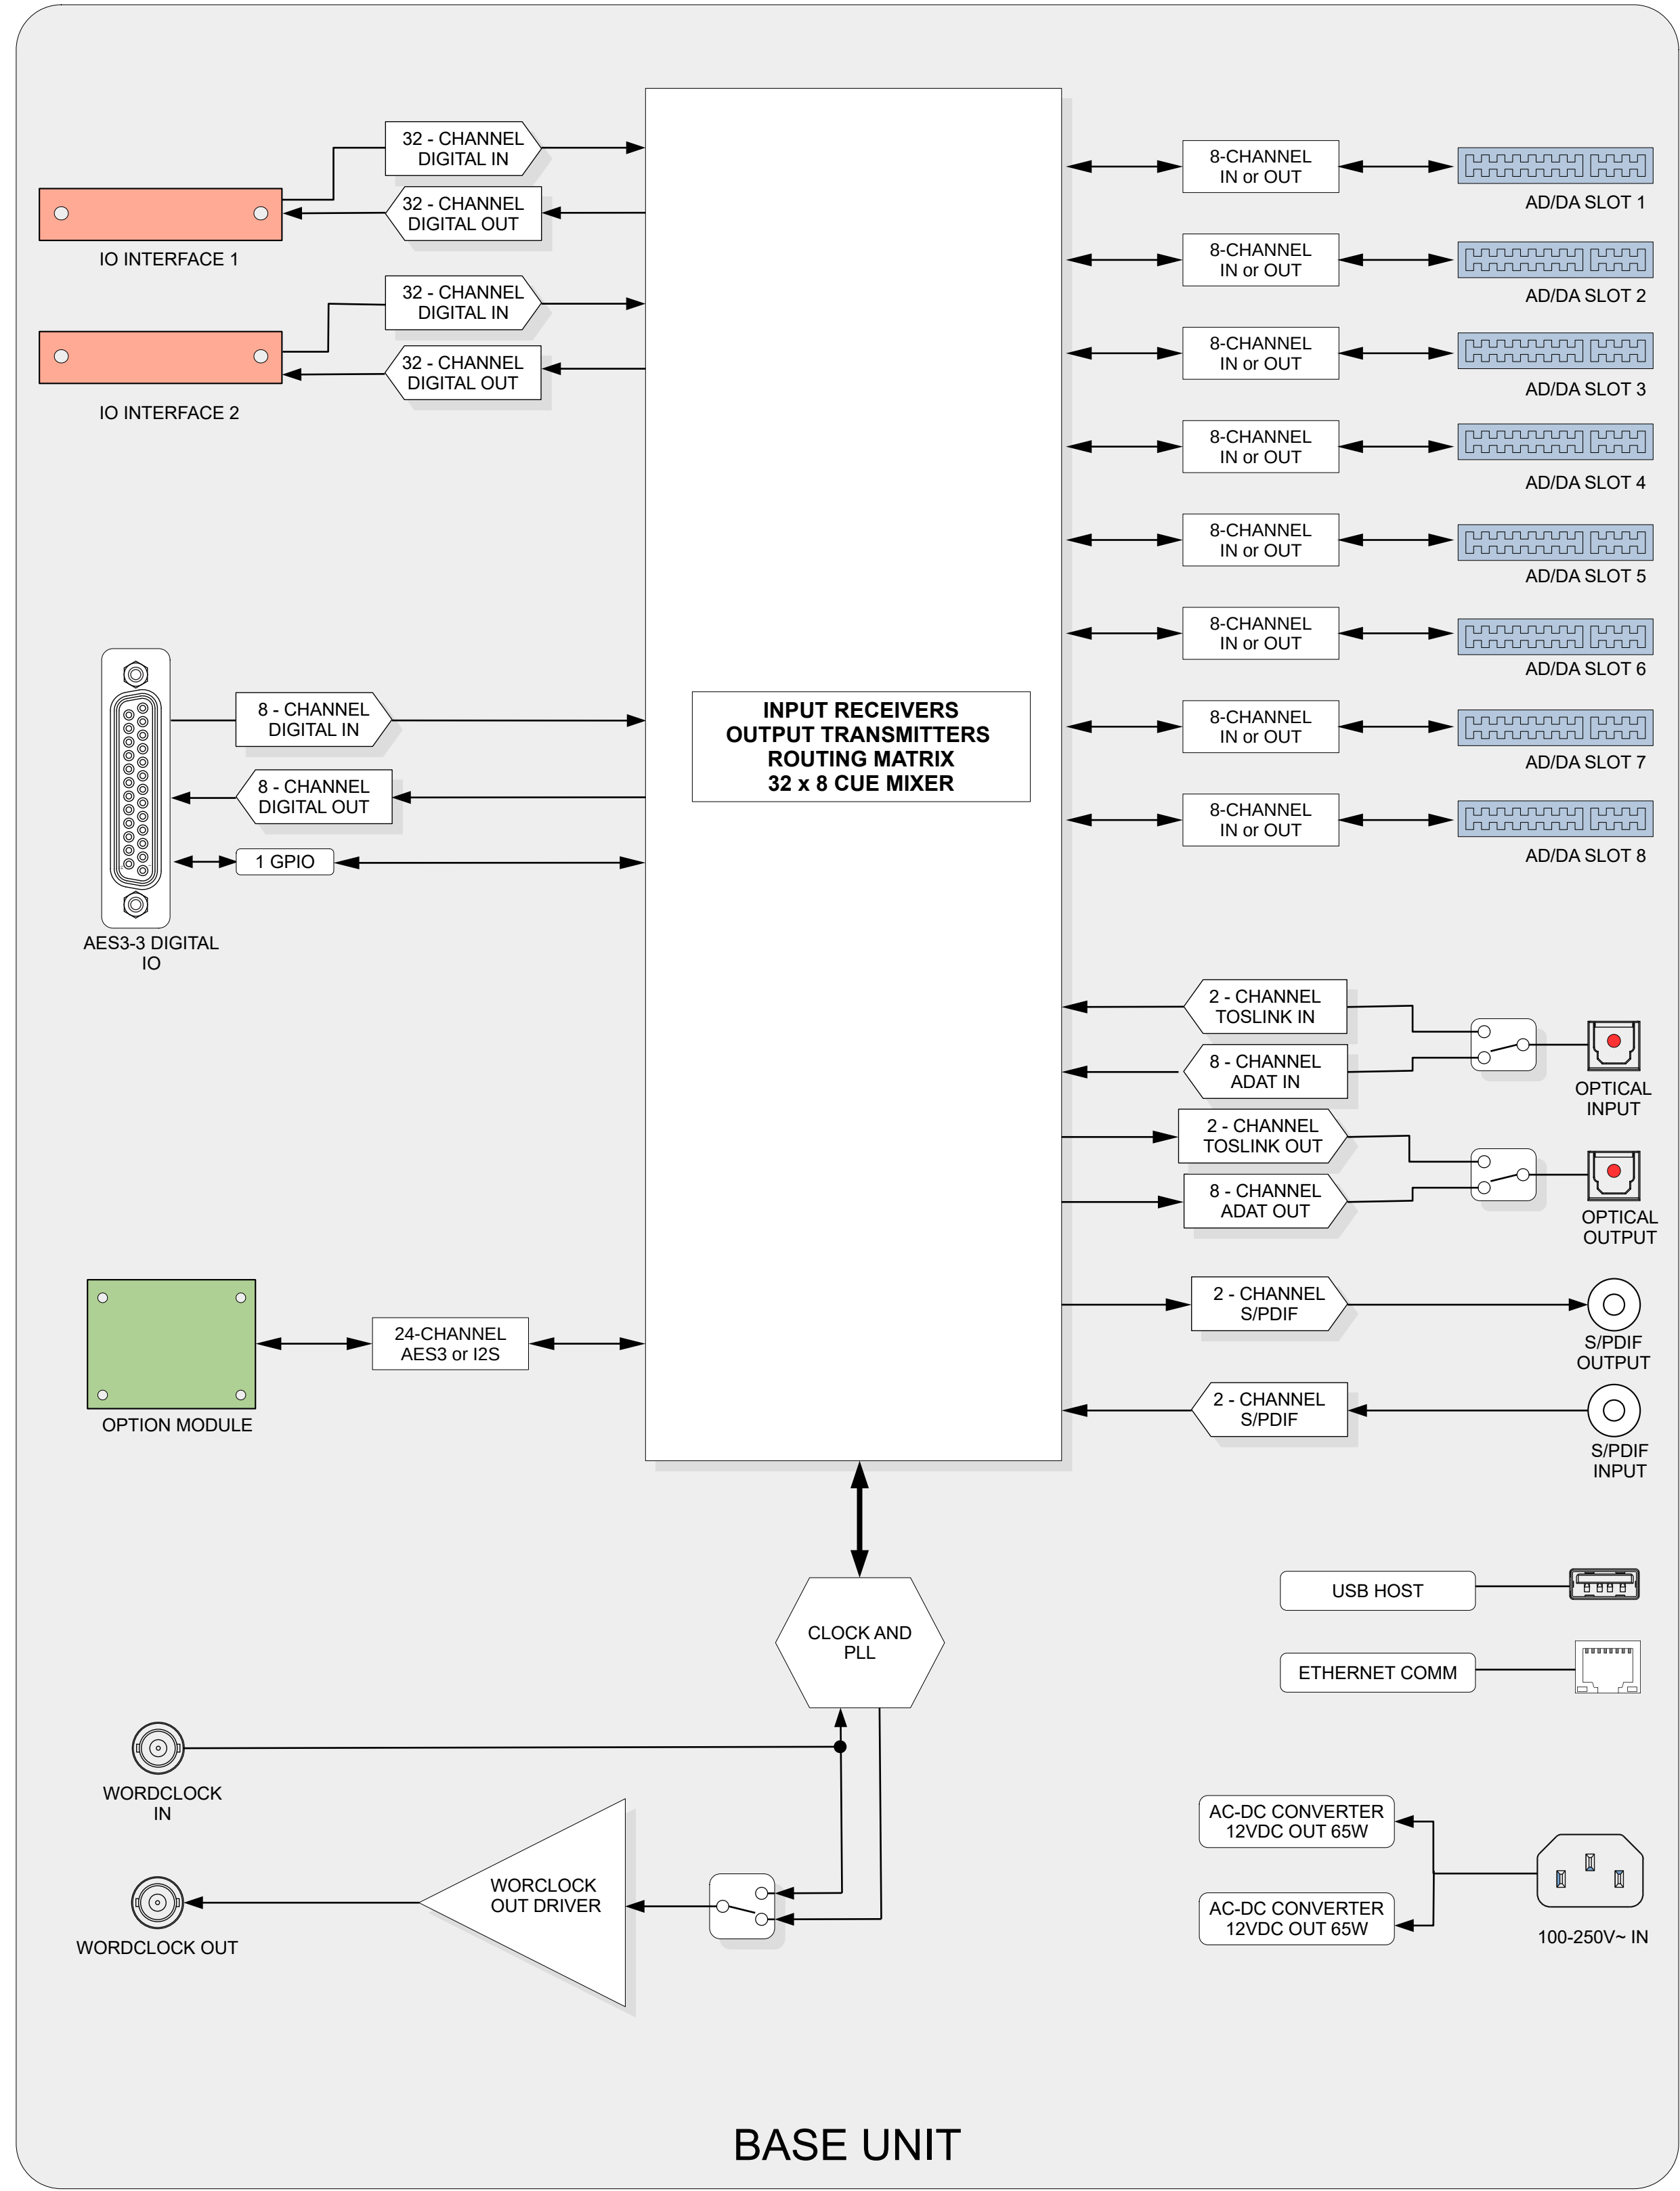 32 - CHANNEL
DIGITAL IN
32 - CHANNEL
DIGITAL OUT
IO INTERFACE 1
32 - CHANNEL
DIGITAL IN
32 - CHANNEL
DIGITAL OUT
IO INTERFACE 2
8 - CHANNEL
DIGITAL IN
8 - CHANNEL
DIGITAL OUT
1 GPIO
AES3-3 DIGITAL
IO
24-CHANNEL
AES3 or I2S
OPTION MODULE
INPUT RECEIVERS
OUTPUT TRANSMITTERS
ROUTING MATRIX
32 x 8 CUE MIXER
8-CHANNEL
IN or OUT
AD/DA SLOT 1
8-CHANNEL
IN or OUT
AD/DA SLOT 2
8-CHANNEL
IN or OUT
AD/DA SLOT 3
8-CHANNEL
IN or OUT
AD/DA SLOT 4
8-CHANNEL
IN or OUT
AD/DA SLOT 5
8-CHANNEL
IN or OUT
AD/DA SLOT 6
8-CHANNEL
IN or OUT
AD/DA SLOT 7
8-CHANNEL
IN or OUT
AD/DA SLOT 8
2 - CHANNEL
TOSLINK IN
8 - CHANNEL
ADAT IN
OPTICAL
INPUT
2 - CHANNEL
TOSLINK OUT
8 - CHANNEL
ADAT OUT
OPTICAL
OUTPUT
2 - CHANNEL
S/PDIF
S/PDIF
OUTPUT
2 - CHANNEL
S/PDIF
S/PDIF
INPUT
CLOCK AND
PLL
USB HOST
ETHERNET COMM
WORDCLOCK
IN
WORCLOCK
OUT DRIVER
WORDCLOCK OUT
AC-DC CONVERTER
12VDC OUT 65W
AC-DC CONVERTER
12VDC OUT 65W
100-250V~ IN
BASE UNIT